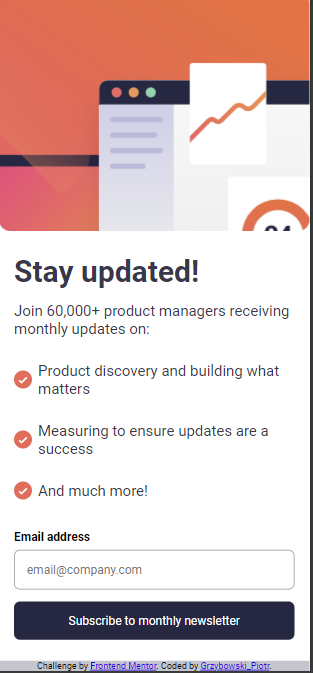 Stay updated!
Join 60,000+ product managers receiving
monthly updates on:
Product discovery and building what
matters
Measuring to ensure updates are a
success
And much more!
Email address
email@company.com
Subscribe to monthly newsletter
Challenge by Frontend Mentor. Coded by Grzybowski_Piotr.